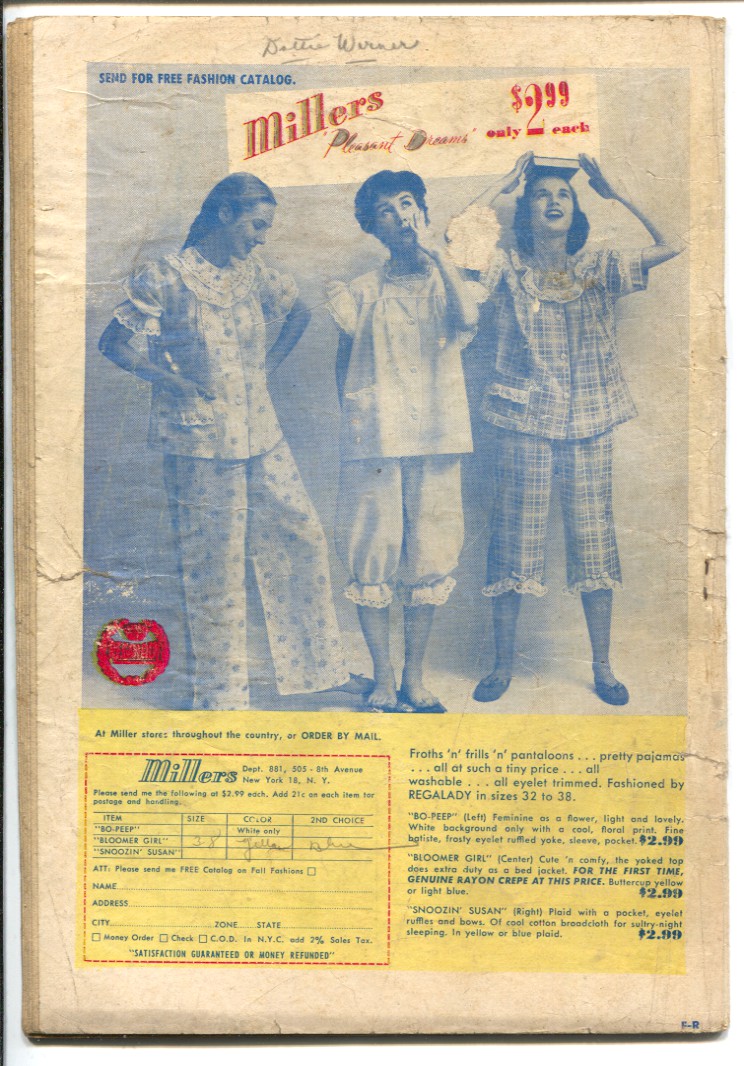 Dottie Werner
SEND FOR FREE FASHION CATALOG.
Millers
'Pleasant Dreams'
only $2.99 each
At Miller stores throughout the country, or ORDER BY MAIL.
Millers
Dept. 881, 505 - 8th Avenue
New York 18, N. Y.
Please send me the following at $2.99 each. Add 21c on each item for
postage and handling.
ITEM SIZE COLOR 2ND CHOICE
"BO-PEEP" White only
"BLOOMER GIRL" 38 Yellow Blue
"SNOOZIN' SUSAN"
ATT: Please send me FREE Catalog on Fall Fashions
NAME
ADDRESS
CITY ZONE STATE
Money Order Check C.O.D. In N.Y.C. add 2% Sales Tax.
"SATISFACTION GUARANTEED OR MONEY REFUNDED"
Froths 'n' frills 'n' pantaloons . . . pretty pajamas
. . . all at such a tiny price . . . all
washable . . . all eyelet trimmed. Fashioned by
REGALADY in sizes 32 to 38.
"BO-PEEP" (Left) Feminine as a flower, light and lovely.
White background only with a cool, floral print. Fine
batiste, frosty eyelet ruffled yoke, sleeve, pocket. $2.99
"BLOOMER GIRL" (Center) Cute 'n comfy, the yoked top
does extra duty as a bed jacket. FOR THE FIRST TIME,
GENUINE RAYON CREPE AT THIS PRICE. Buttercup yellow
or light blue. $2.99
"SNOOZIN' SUSAN" (Right) Plaid with a pocket, eyelet
ruffles and bows. Of cool cotton broadcloth for sultry-night
sleeping. In yellow or blue plaid. $2.99
F-R